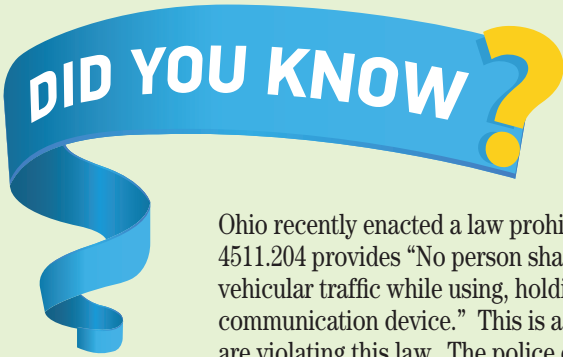 DID YOU KNOW?
Ohio recently enacted a law prohi
4511.204 provides “No person sha
vehicular traffic while using, holdi
communication device.” This is a
are violating this law. The police